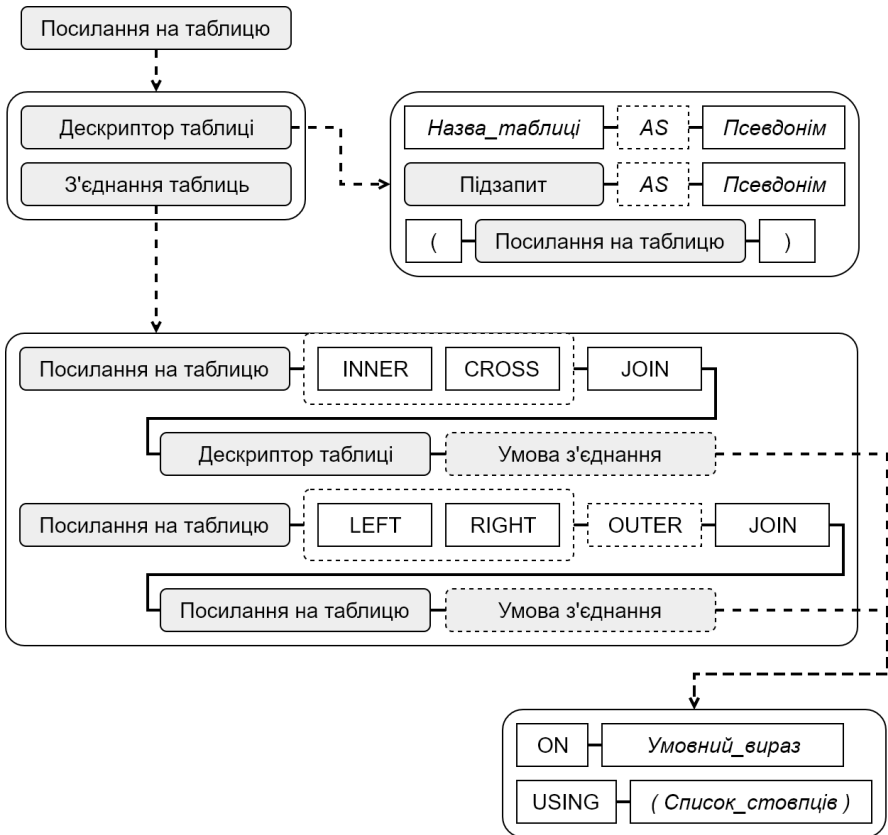 Посилання на таблицю
Дескриптор таблиці
З'єднання таблиць
Назва_таблиці AS Псевдонім
Підзапит AS Псевдонім
( Посилання на таблицю )
Посилання на таблицю INNER CROSS JOIN
Дескриптор таблиці Умова з'єднання
Посилання на таблицю LEFT RIGHT OUTER JOIN
Посилання на таблицю Умова з'єднання
ON Умовний_вираз
USING ( Список_стовпців )